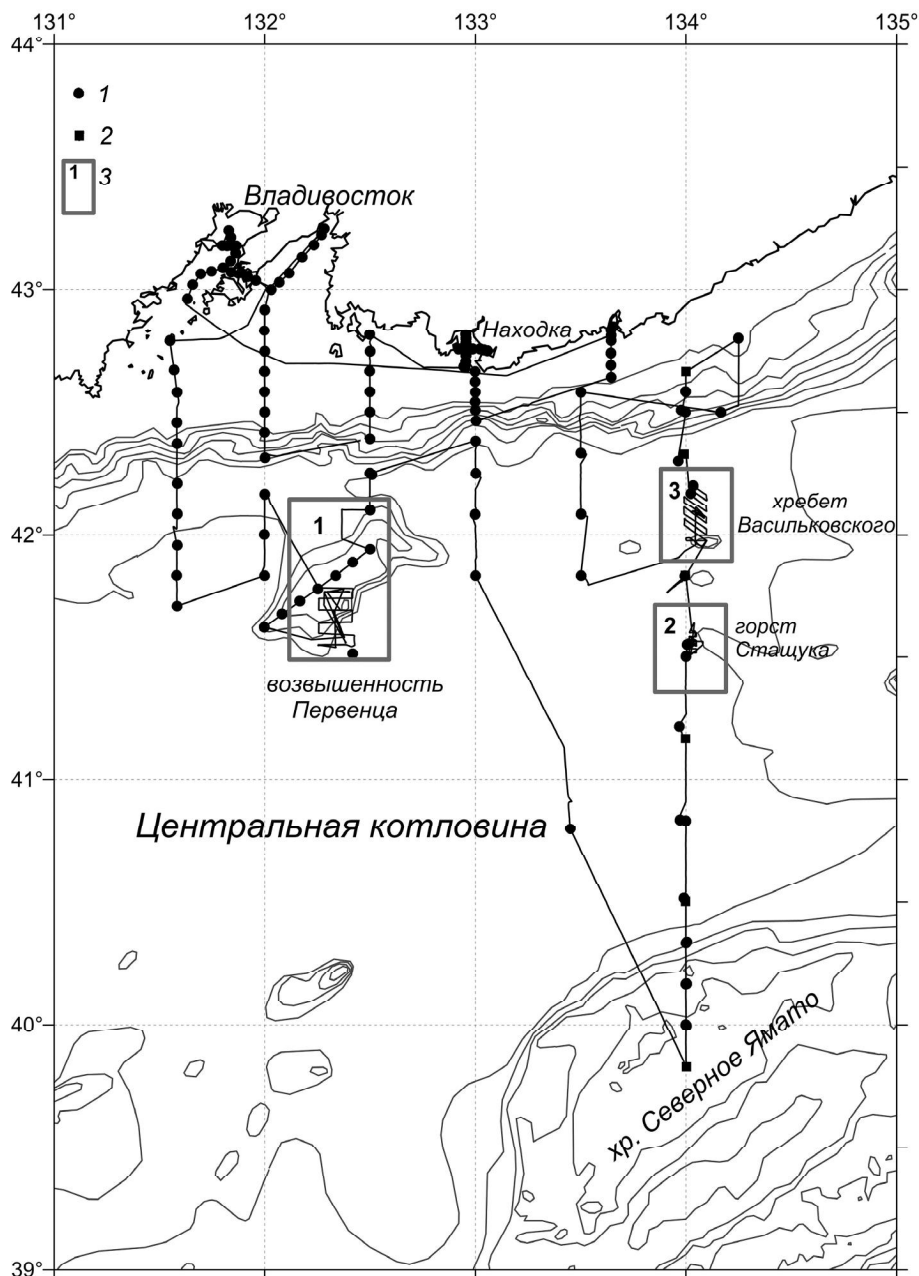 131° 132° 133° 134° 135°
44°
1
2
1 3
Владивосток
43°
Находка
3
хребет
Васильковского
42°
1
2
горст
Стащука
возвышенность
Первенца
41°
Центральная котловина
40°
хр. Северное Ямато
39°